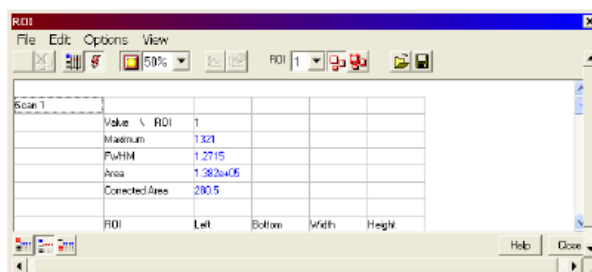 ROI
File Edit Options View
50% ROI 1
Scan 1
Value \ ROI 1
Maximum 1321
FWHM 1.2715
Area 1.382e+05
Corrected Area 280.5
ROI Left Bottom Width Height
Help Close